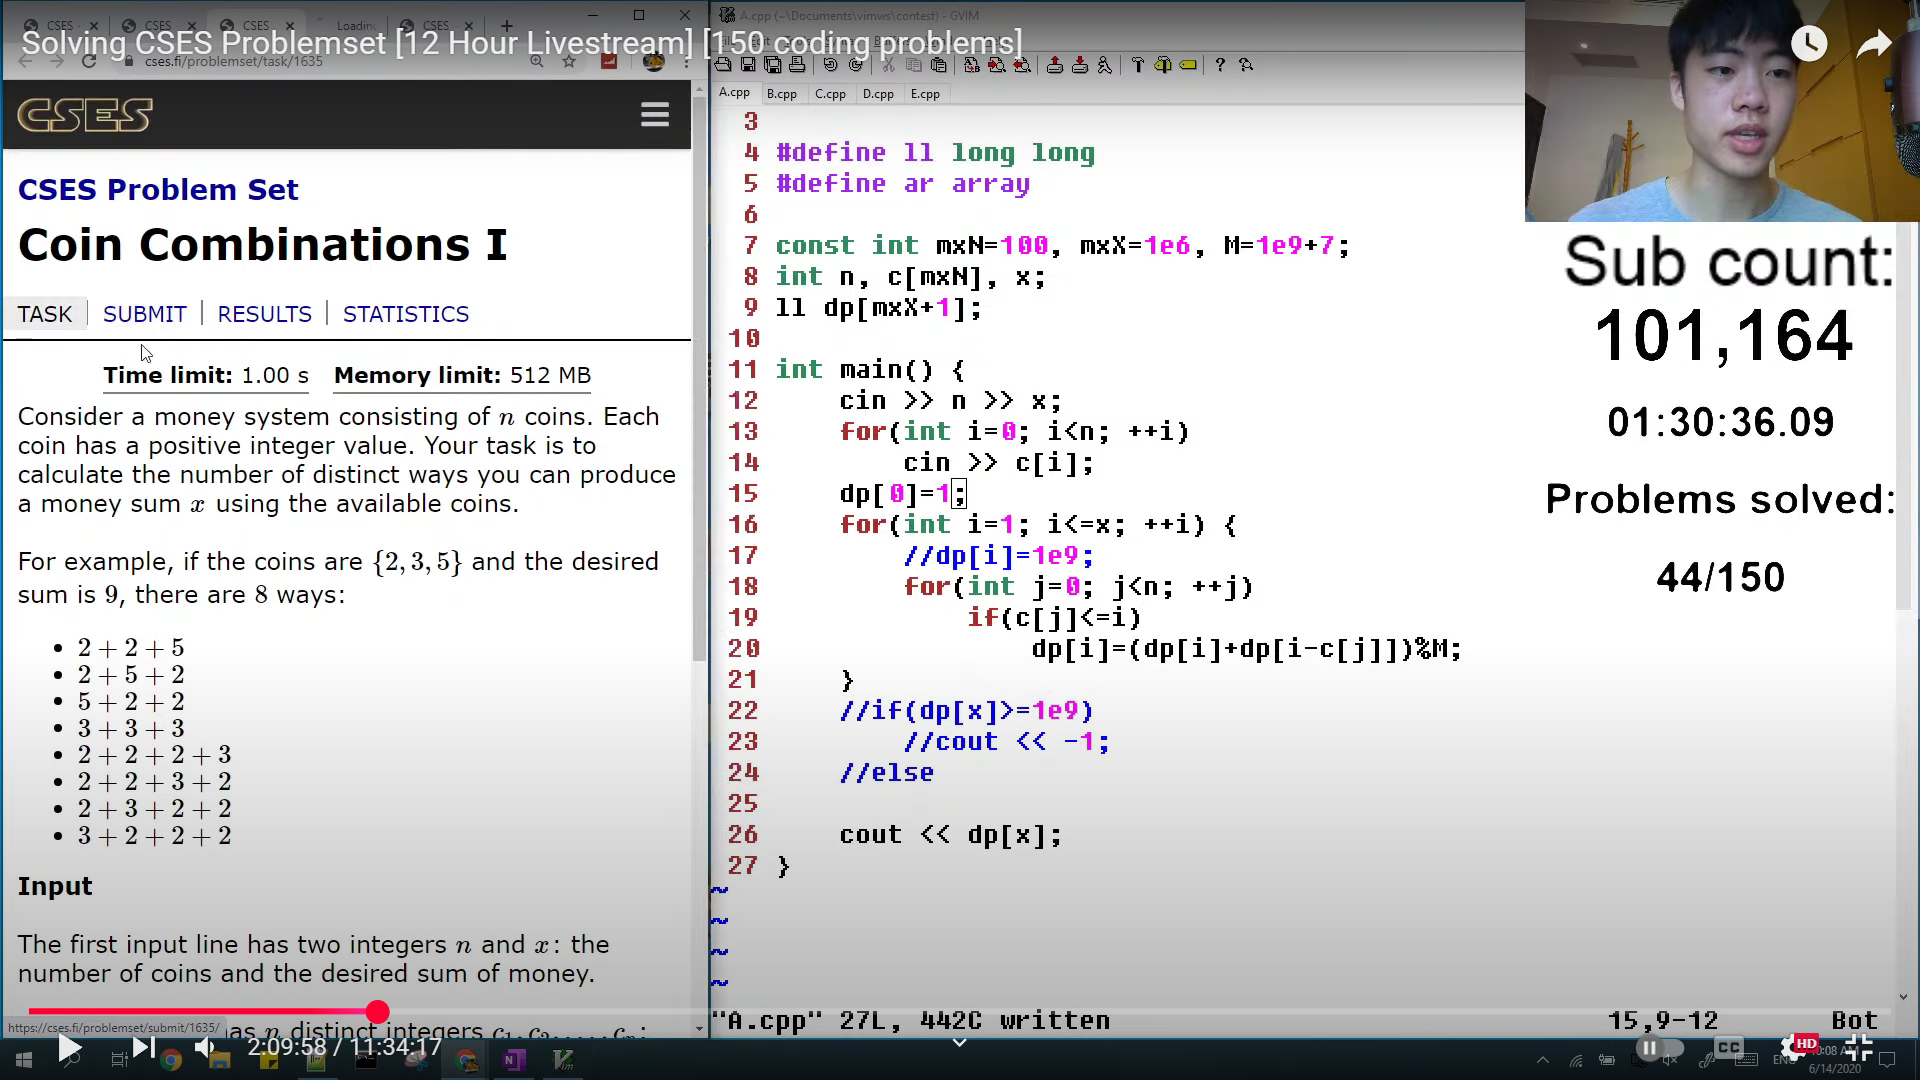 Solving CSES Problemset [12 Hour Livestream] [150 coding problems]
CSES
CSES
CSES
Loading
CSES
A.cpp (~\Documents\vimws\contest) - GVIM
cses.fi/problemset/task/1635
A.cpp B.cpp C.cpp D.cpp E.cpp
CSES
CSES Problem Set
Coin Combinations I
TASK | SUBMIT | RESULTS | STATISTICS
Time limit: 1.00 s Memory limit: 512 MB
Consider a money system consisting of n coins. Each
coin has a positive integer value. Your task is to
calculate the number of distinct ways you can produce
a money sum x using the available coins.
For example, if the coins are {2, 3, 5} and the desired
sum is 9, there are 8 ways:
• 2 + 2 + 5
• 2 + 5 + 2
• 5 + 2 + 2
• 3 + 3 + 3
• 2 + 2 + 2 + 3
• 2 + 2 + 3 + 2
• 2 + 3 + 2 + 2
• 3 + 2 + 2 + 2
Input
The first input line has two integers n and x: the
number of coins and the desired sum of money.
as n distinct integers c1, c2, ..., cn:
https://cses.fi/problemset/submit/1635/
3
4 #define ll long long
5 #define ar array
6
7 const int mxN=100, mxX=1e6, M=1e9+7;
8 int n, c[mxN], x;
9 ll dp[mxX+1];
10
11 int main() {
12 cin >> n >> x;
13 for(int i=0; i<n; ++i)
14 cin >> c[i];
15 dp[0]=1;
16 for(int i=1; i<=x; ++i) {
17 //dp[i]=1e9;
18 for(int j=0; j<n; ++j)
19 if(c[j]<=i)
20 dp[i]=(dp[i]+dp[i-c[j]])%M;
21 }
22 //if(dp[x]>=1e9)
23 //cout << -1;
24 //else
25
26 cout << dp[x];
27 }
~
~
~
~
"A.cpp" 27L, 442C written 15,9-12 Bot
Sub count:
101,164
01:30:36.09
Problems solved:
44/150
2:09:58 / 11:34:17
CC
HD
6/14/2020